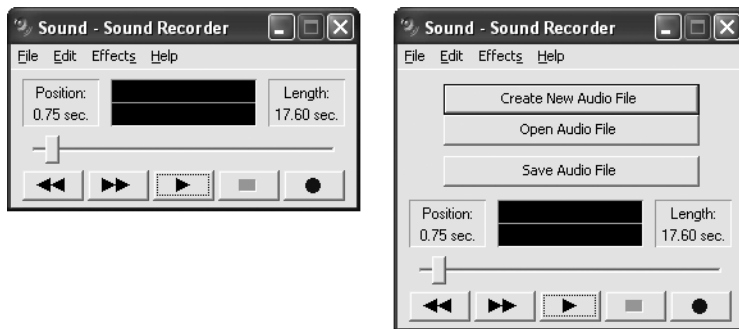 Sound - Sound Recorder
File Edit Effects Help
Position:
0.75 sec.
Length:
17.60 sec.
Sound - Sound Recorder
File Edit Effects Help
Create New Audio File
Open Audio File
Save Audio File
Position:
0.75 sec.
Length:
17.60 sec.